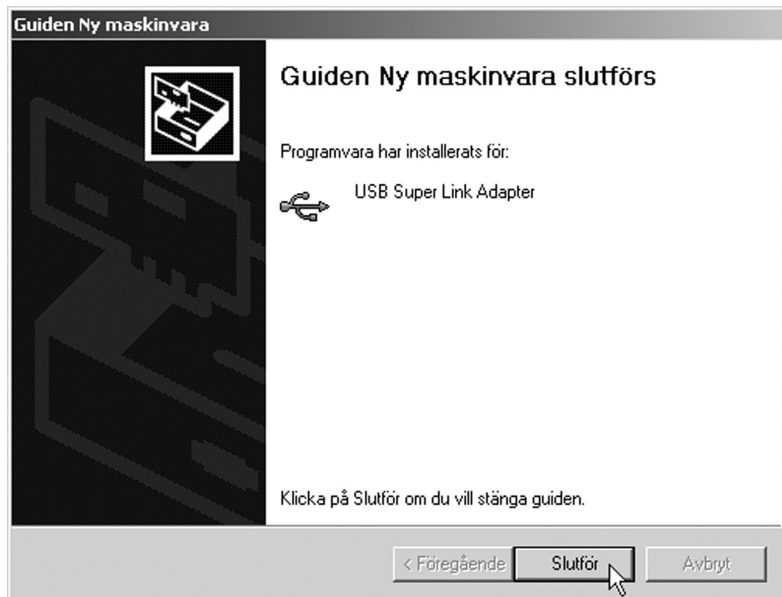 Guiden Ny maskinvara
Guiden Ny maskinvara slutförs
Programvara har installerats för:
USB Super Link Adapter
Klicka på Slutför om du vill stänga guiden.
< Föregående Slutför Avbryt